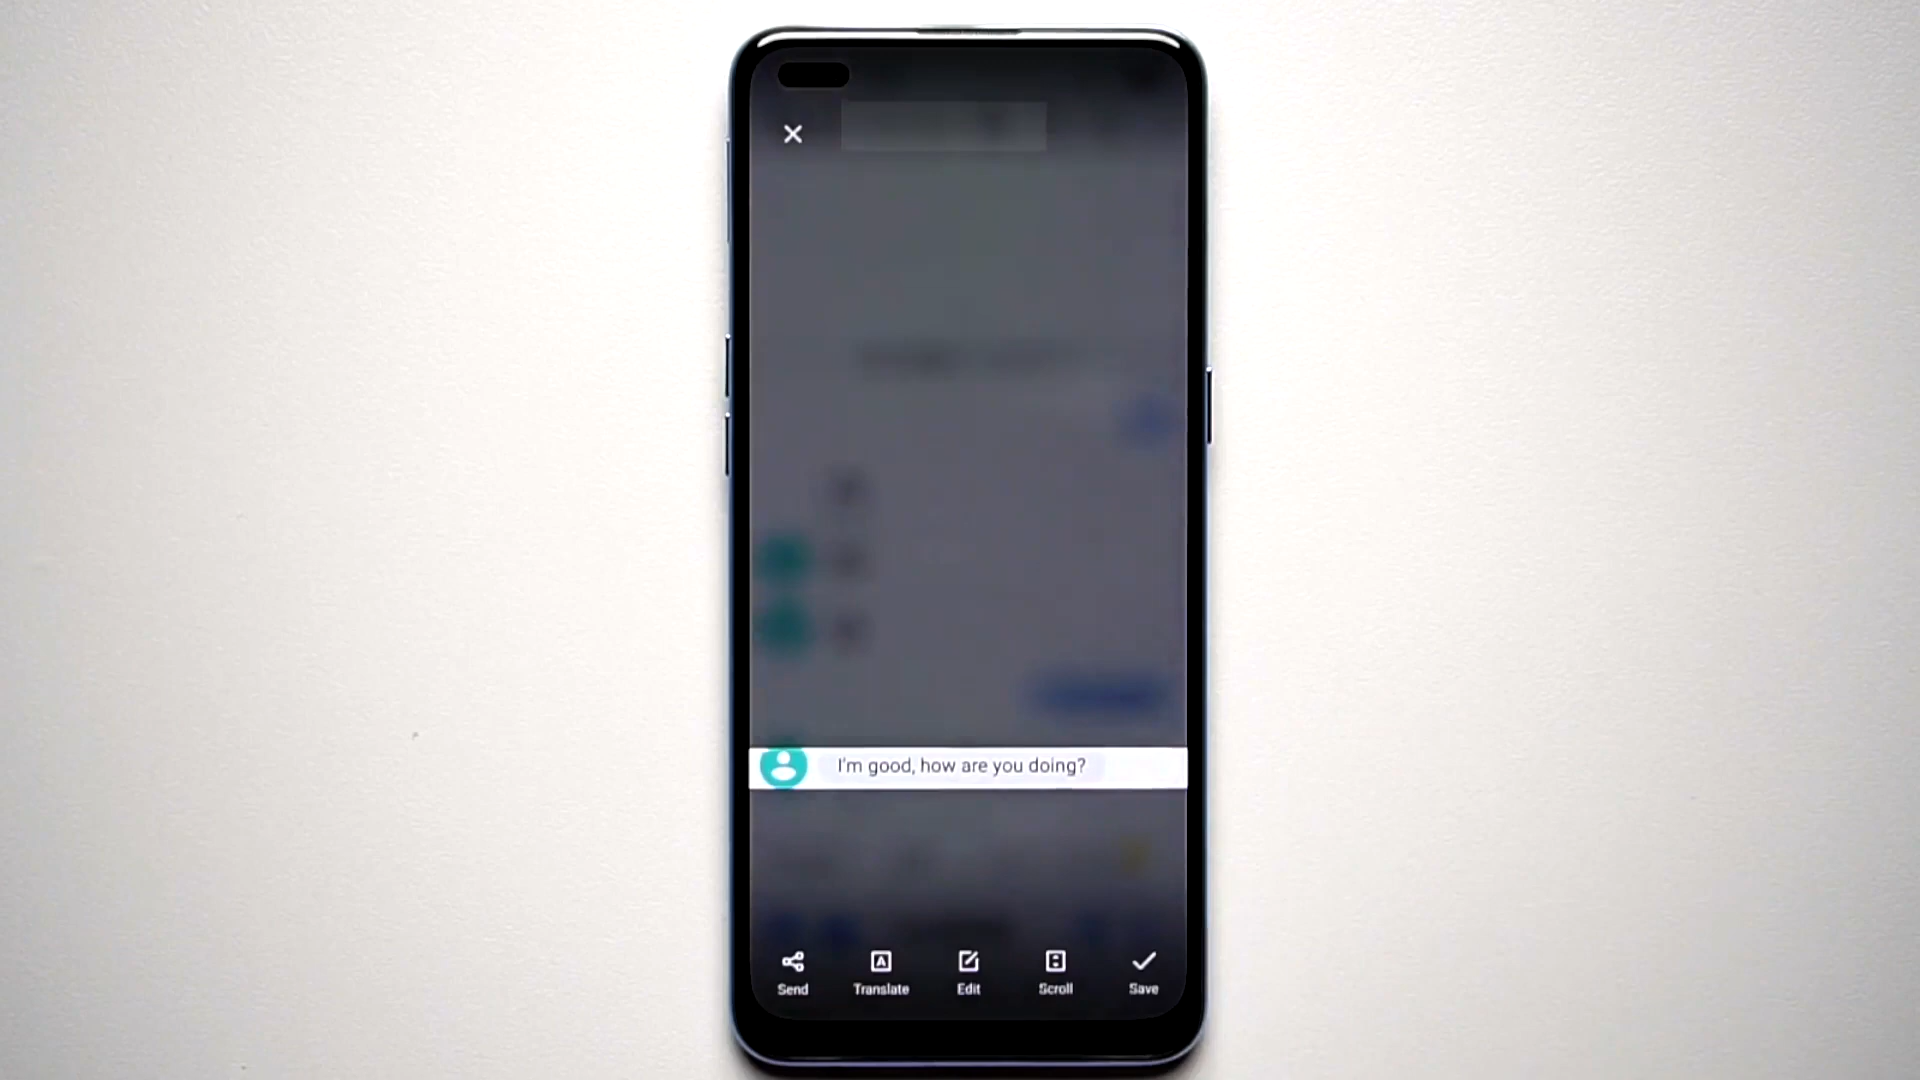 I'm good, how are you doing?
Send
Translate
Edit
Scroll
Save